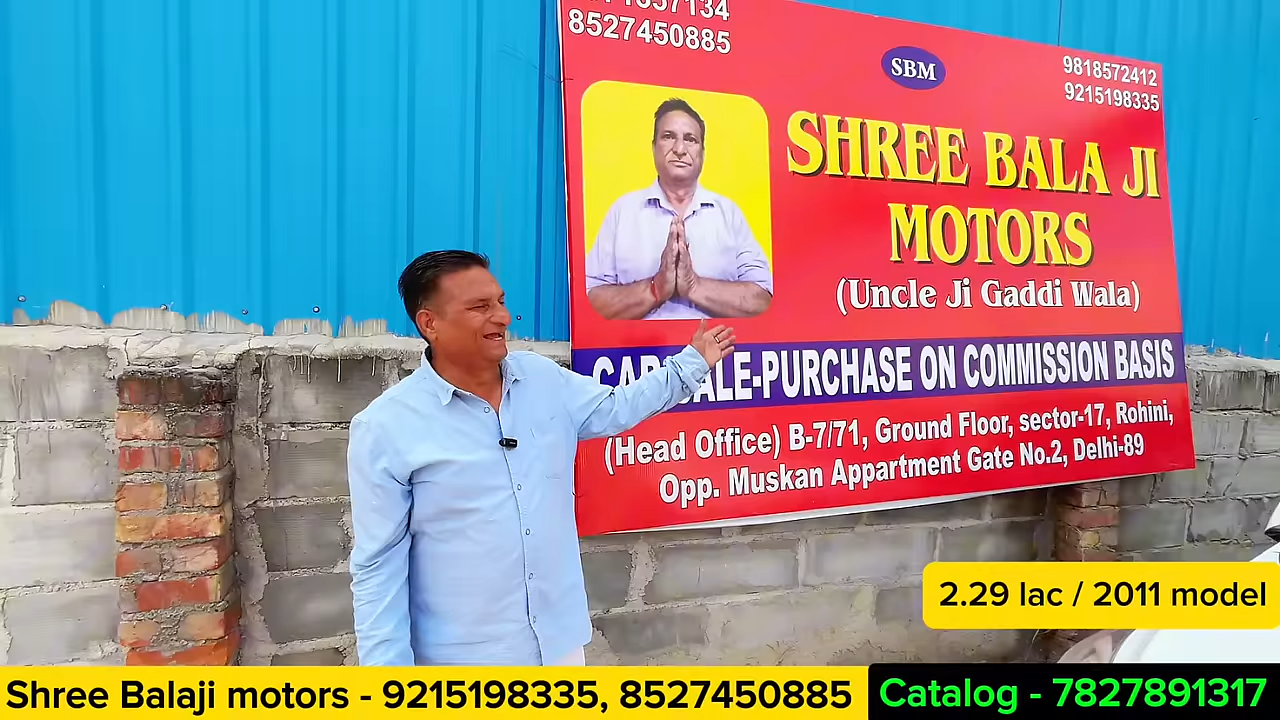 8527450885
SBM
9818572412
9215198335
SHREE BALA JI
MOTORS
(Uncle Ji Gaddi Wala)
PURCHASE ON COMMISSION BASIS
(Head Office) B-7/71, Ground Floor, sector-17, Rohini,
Opp. Muskan Appartment Gate No.2, Delhi-89
2.29 lac / 2011 model
Shree Balaji motors - 9215198335, 8527450885
Catalog - 7827891317